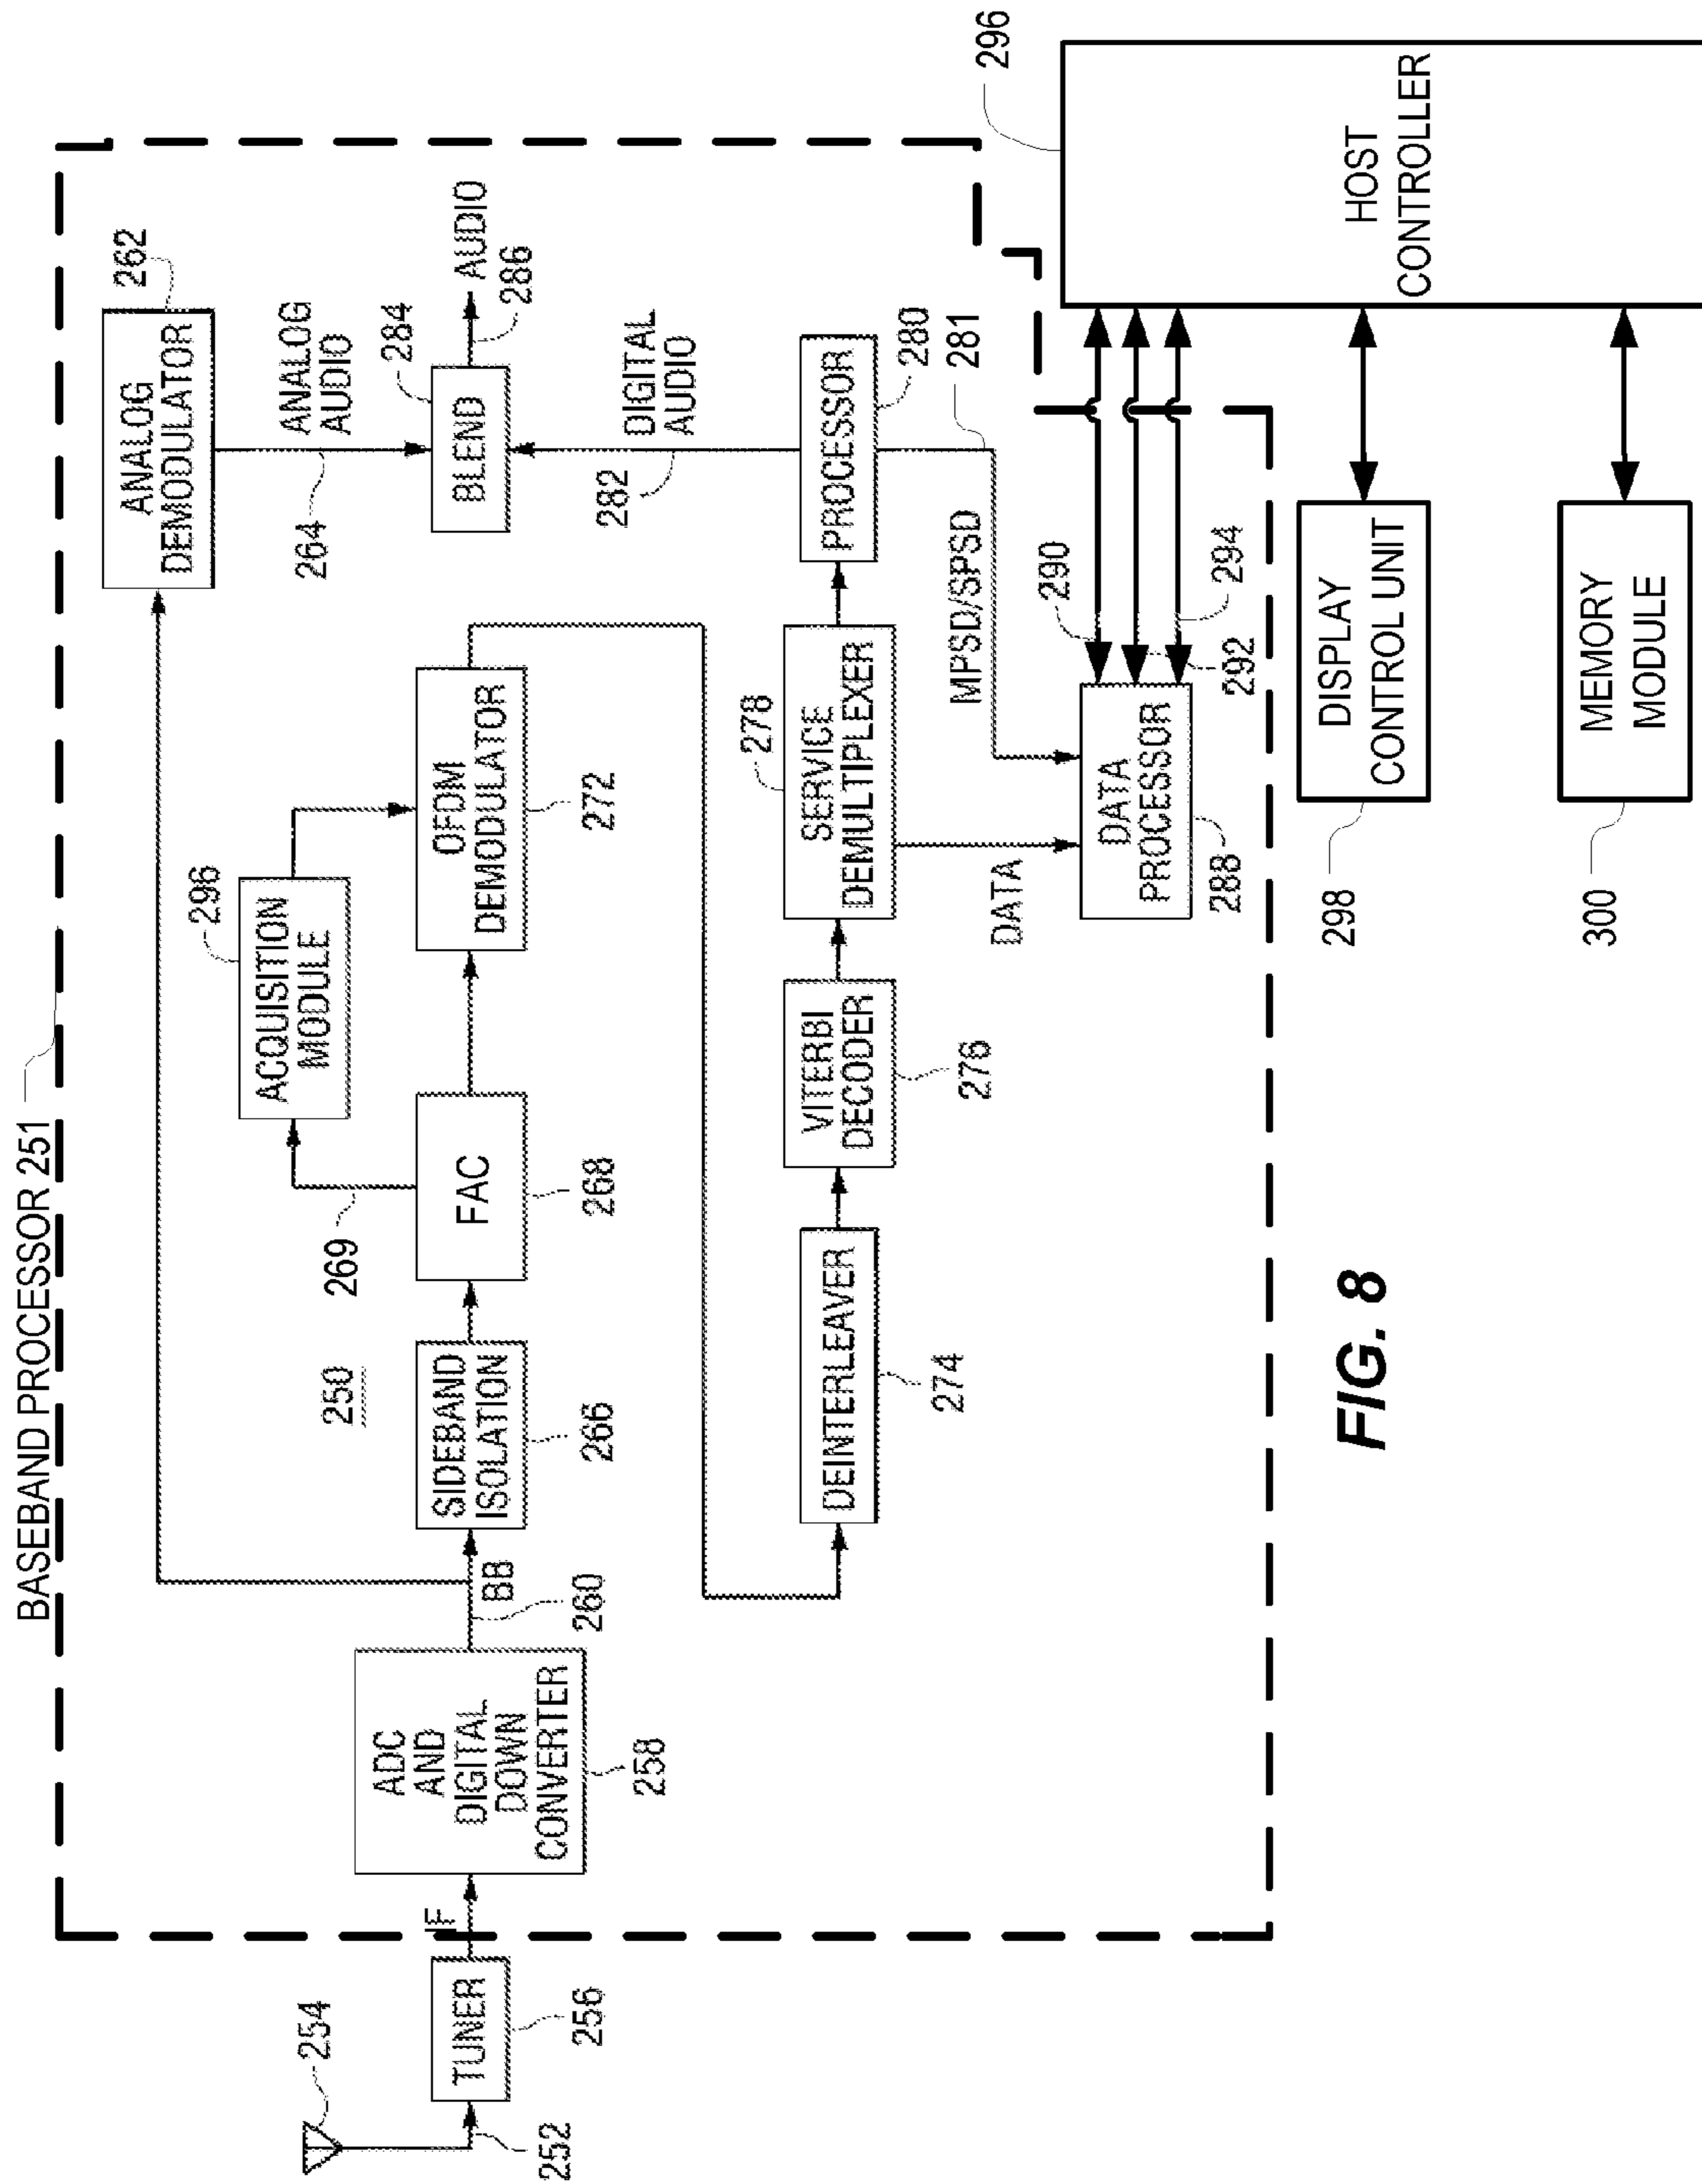 BASEBAND PROCESSOR 251
254
252
TUNER
256
IF
ADC
AND
DIGITAL
DOWN
CONVERTER
258
BB
260
250
SIDEBAND
ISOLATION
266
FAC
268
269
ACQUISITION
MODULE
296
OFDM
DEMODULATOR
272
ANALOG
DEMODULATOR
262
ANALOG
AUDIO
264
BLEND
284
AUDIO
286
DIGITAL
AUDIO
282
DEINTERLEAVER
274
VITERBI
DECODER
276
SERVICE
DEMULTIPLEXER
278
PROCESSOR
280
281
MPSD/SPSD
DATA
DATA
PROCESSOR
288
290
292
294
HOST
CONTROLLER
296
DISPLAY
CONTROL UNIT
298
MEMORY
MODULE
300
FIG. 8